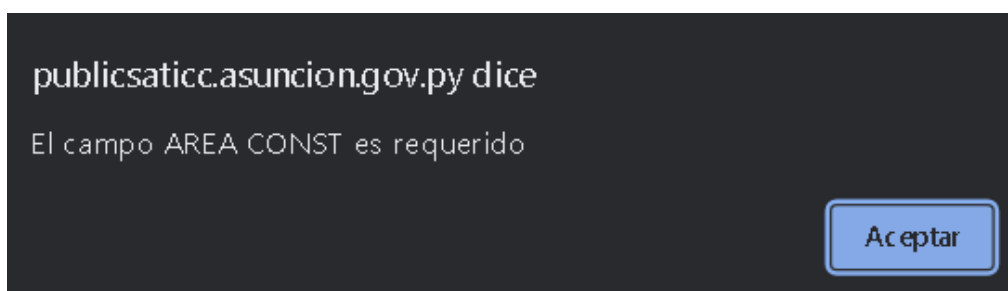 publicsaticc.asuncion.gov.py dice
El campo AREA CONST es requerido
Aceptar